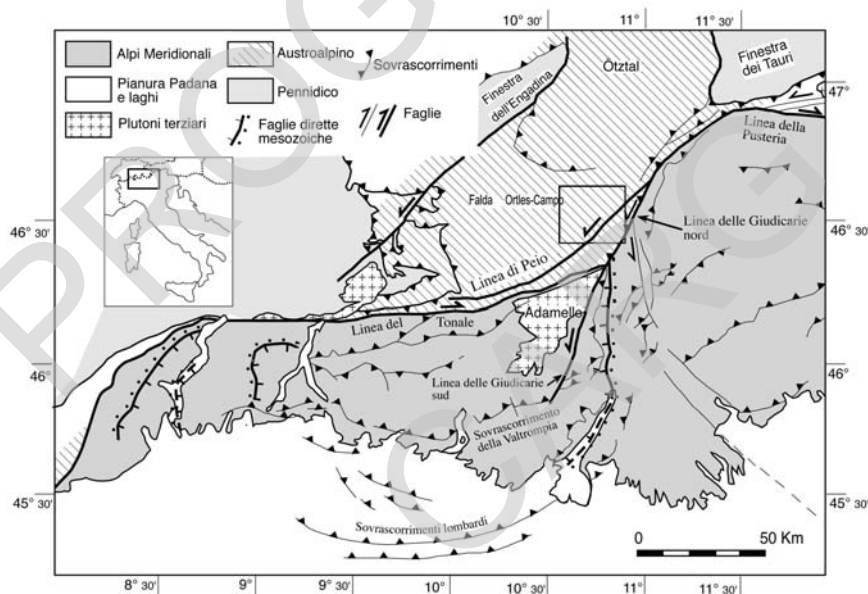 10° 30'
11°
11° 30'
Alpi Meridionali
Austroalpino
Sovrascorrimenti
Ötztal
Finestra
dei Tauri
Pianura Padana
e laghi
Pennidico
Finestra
dell'Engadina
47°
Plutoni terziari
Faglie dirette
mesozoiche
Faglie
Linea della
Pusteria
Falda Ortles-Campo
46° 30'
46° 30'
Linea delle Giudicarie
nord
Linea di Peio
Linea del Tonale
Adamello
46°
46°
Linea delle Giudicarie
sud
Sovrascorrimento
della Valtrompia
45° 30'
45° 30'
Sovrascorrimenti lombardi
0
50 Km
8° 30'
9°
9° 30'
10°
10° 30'
11°
11° 30'
PROG
CARG